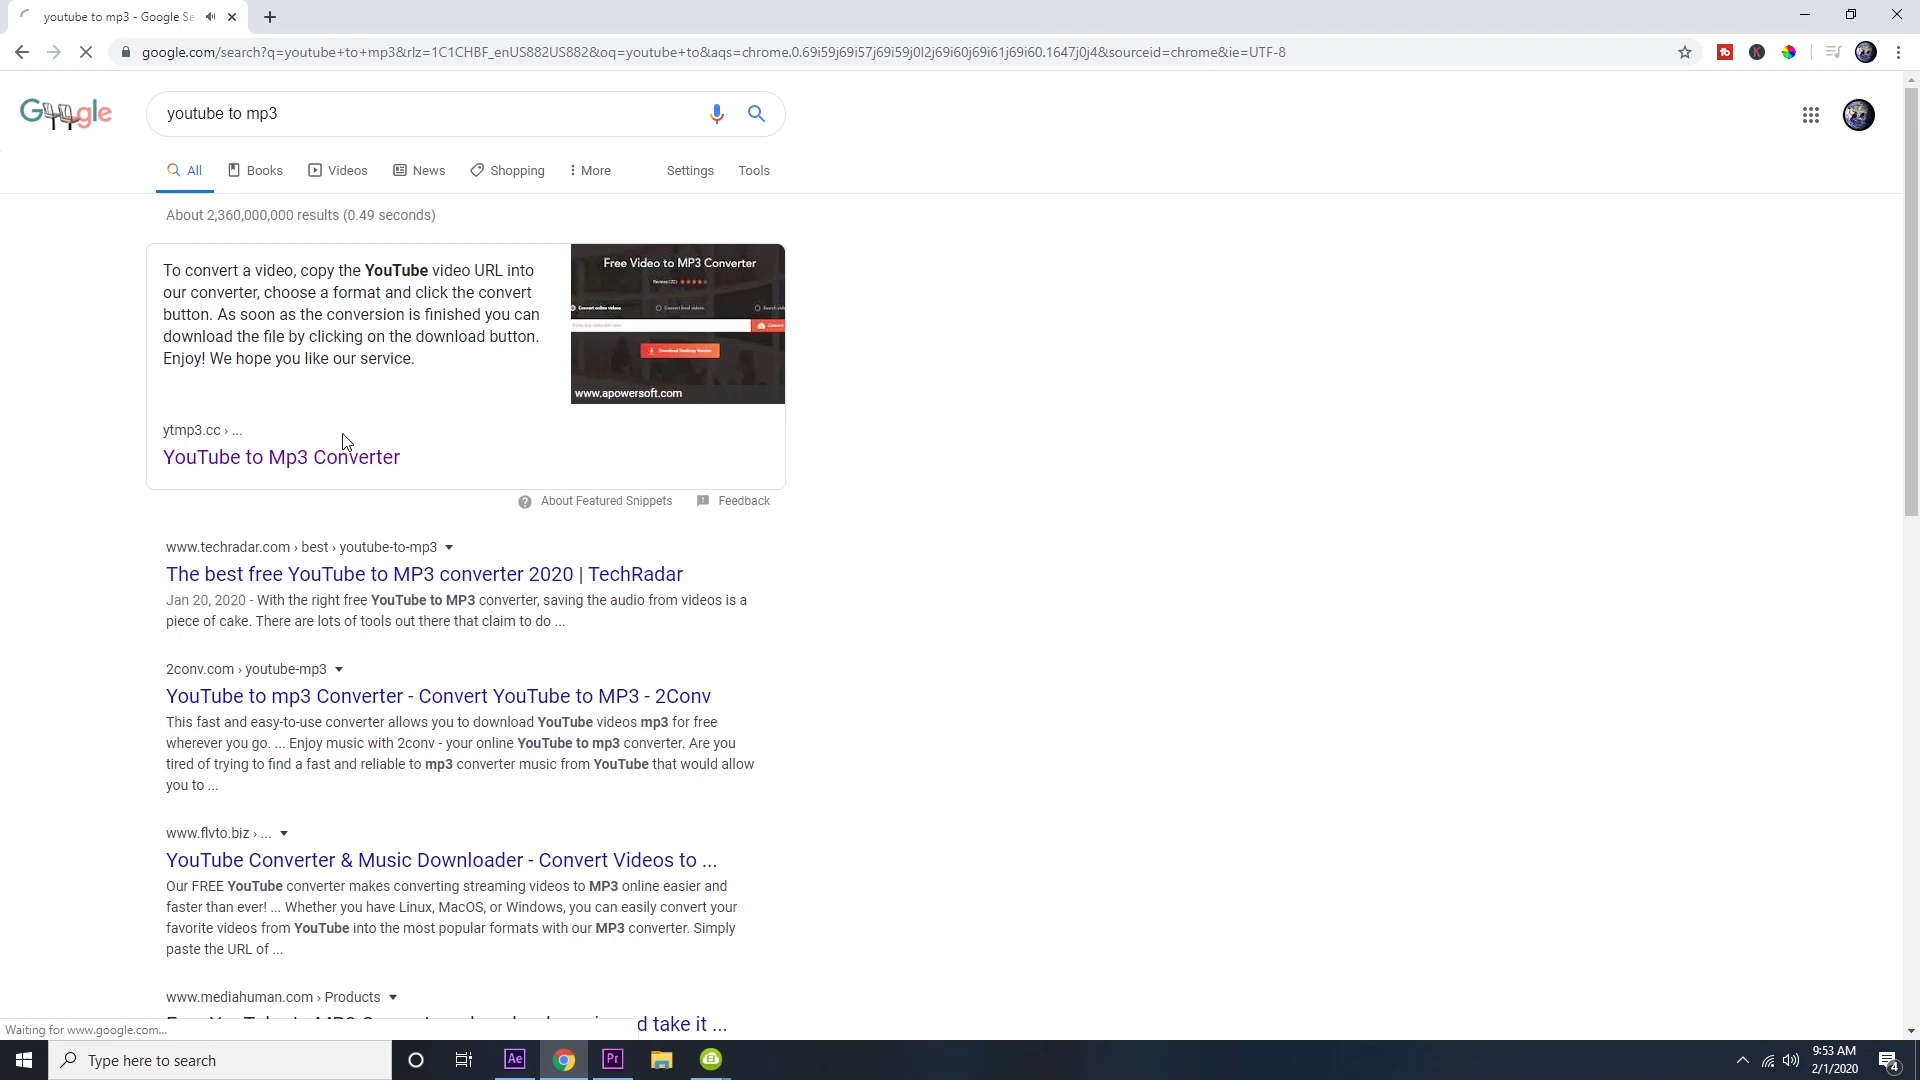 youtube to mp3 - Google Se
google.com/search?q=youtube+to+mp3&rlz=1C1CHBF_enUS882US882&oq=youtube+to&aqs=chrome.0.69i59j69i57j69i59j0l2j69i60j69i61j69i60.1647j0j4&sourceid=chrome&ie=UTF-8
Google
youtube to mp3
All Books Videos News Shopping More Settings Tools
About 2,360,000,000 results (0.49 seconds)
To convert a video, copy the YouTube video URL into
our converter, choose a format and click the convert
button. As soon as the conversion is finished you can
download the file by clicking on the download button.
Enjoy! We hope you like our service.
Free Video to MP3 Converter
Convert online videos
Download Desktop Version
www.apowersoft.com
ytmp3.cc › ...
YouTube to Mp3 Converter
About Featured Snippets Feedback
www.techradar.com › best › youtube-to-mp3
The best free YouTube to MP3 converter 2020 | TechRadar
Jan 20, 2020 - With the right free YouTube to MP3 converter, saving the audio from videos is a
piece of cake. There are lots of tools out there that claim to do ...
2conv.com › youtube-mp3
YouTube to mp3 Converter - Convert YouTube to MP3 - 2Conv
This fast and easy-to-use converter allows you to download YouTube videos mp3 for free
wherever you go. ... Enjoy music with 2conv - your online YouTube to mp3 converter. Are you
tired of trying to find a fast and reliable to mp3 converter music from YouTube that would allow
you to ...
www.flvto.biz › ...
YouTube Converter & Music Downloader - Convert Videos to ...
Our FREE YouTube converter makes converting streaming videos to MP3 online easier and
faster than ever! ... Whether you have Linux, MacOS, or Windows, you can easily convert your
favorite videos from YouTube into the most popular formats with our MP3 converter. Simply
paste the URL of ...
www.mediahuman.com › Products
d take it ...
Waiting for www.google.com...
Type here to search
Ae
Pr
9:53 AM
2/1/2020
4